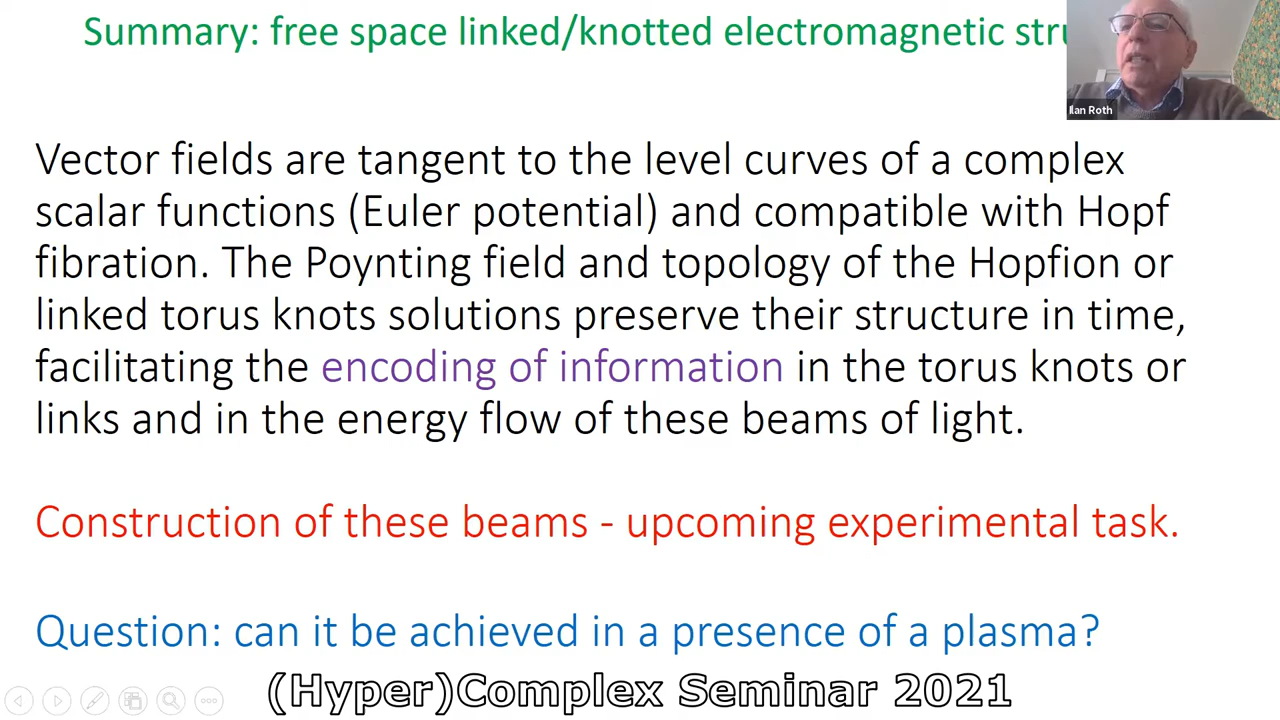 Summary: free space linked/knotted electromagnetic
Ilan Roth
Vector fields are tangent to the level curves of a complex
scalar functions (Euler potential) and compatible with Hopf
fibration. The Poynting field and topology of the Hopfion or
linked torus knots solutions preserve their structure in time,
facilitating the encoding of information in the torus knots or
links and in the energy flow of these beams of light.
Construction of these beams - upcoming experimental task.
Question: can it be achieved in a presence of a plasma?
(Hyper)Complex Seminar 2021